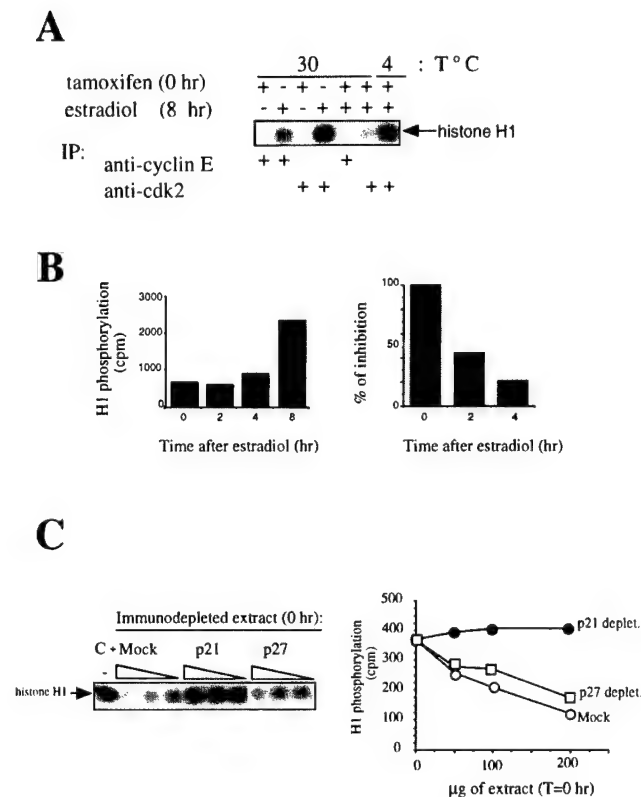 A
30 4 : T°C
tamoxifen (0 hr) + - + - + + +
estradiol (8 hr) - + - + + + +
histone H1
IP:
anti-cyclin E + + +
anti-cdk2 + + + +
B
H1 phosphorylation (cpm)
3000
2000
1000
0
0 2 4 8
Time after estradiol (hr)
% of inhibition
100
50
0
0 2 4
Time after estradiol (hr)
C
Immunodepleted extract (0 hr):
C + Mock p21 p27
-
histone H1
H1 phosphorylation (cpm)
500
400
300
200
100
0
p21 deplet.
p27 deplet.
Mock
0 100 200
µg of extract (T=0 hr)